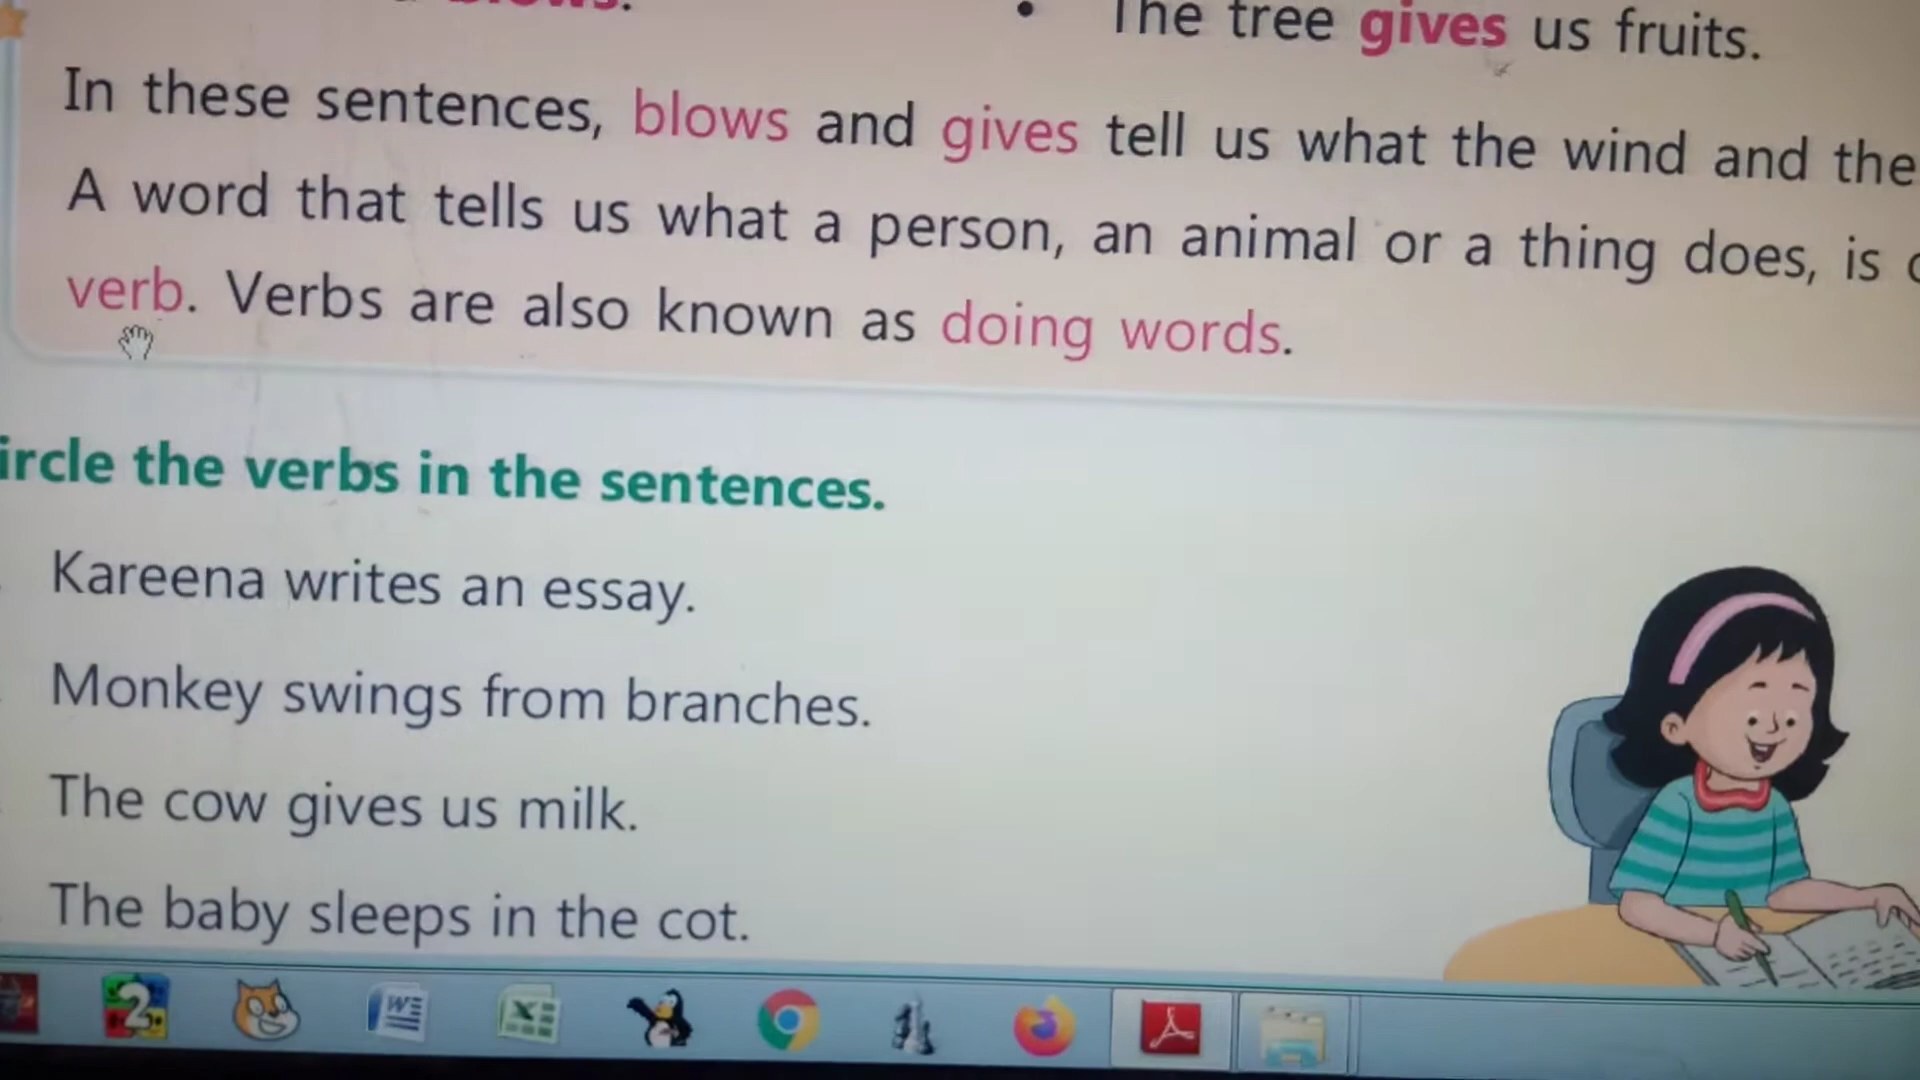 blows.
• The tree gives us fruits.
In these sentences, blows and gives tell us what the wind and the
A word that tells us what a person, an animal or a thing does, is
verb. Verbs are also known as doing words.
ircle the verbs in the sentences.
Kareena writes an essay.
Monkey swings from branches.
The cow gives us milk.
The baby sleeps in the cot.
2
W
X